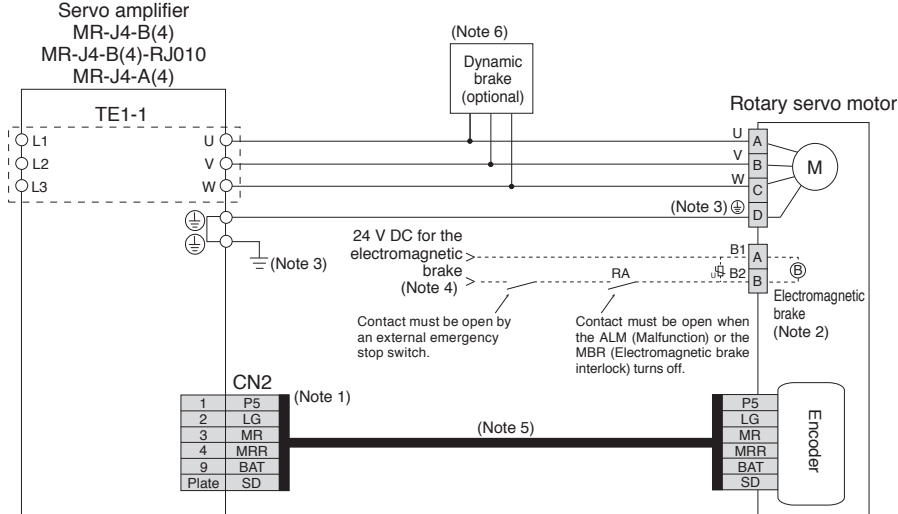 Servo amplifier
MR-J4-B(4)
MR-J4-B(4)-RJ010
MR-J4-A(4)
TE1-1
L1
L2
L3
U
V
W
(Note 3)
(Note 6)
Dynamic
brake
(optional)
Rotary servo motor
U
A
V
B
W
C
(Note 3)
D
M
24 V DC for the
electromagnetic
brake
(Note 4)
RA
B1
A
U
B2
B
B
Electromagnetic
brake
(Note 2)
Contact must be open by
an external emergency
stop switch.
Contact must be open when
the ALM (Malfunction) or the
MBR (Electromagnetic brake
interlock) turns off.
CN2
(Note 1)
1 P5
2 LG
3 MR
4 MRR
9 BAT
Plate SD
(Note 5)
P5
LG
MR
MRR
BAT
SD
Encoder